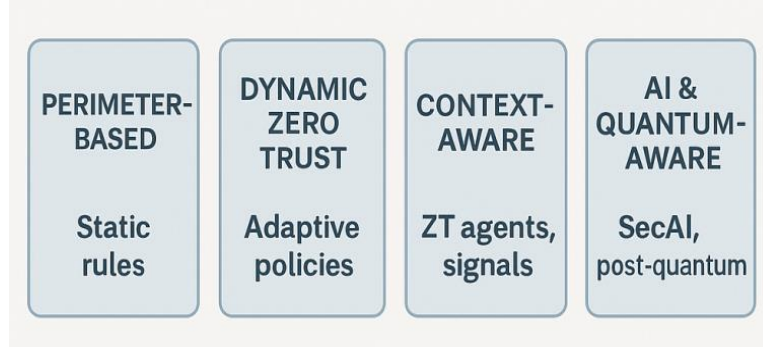 PERIMETER-
BASED
Static
rules
DYNAMIC
ZERO
TRUST
Adaptive
policies
CONTEXT-
AWARE
ZT agents,
signals
AI &
QUANTUM-
AWARE
SecAI,
post-quantum